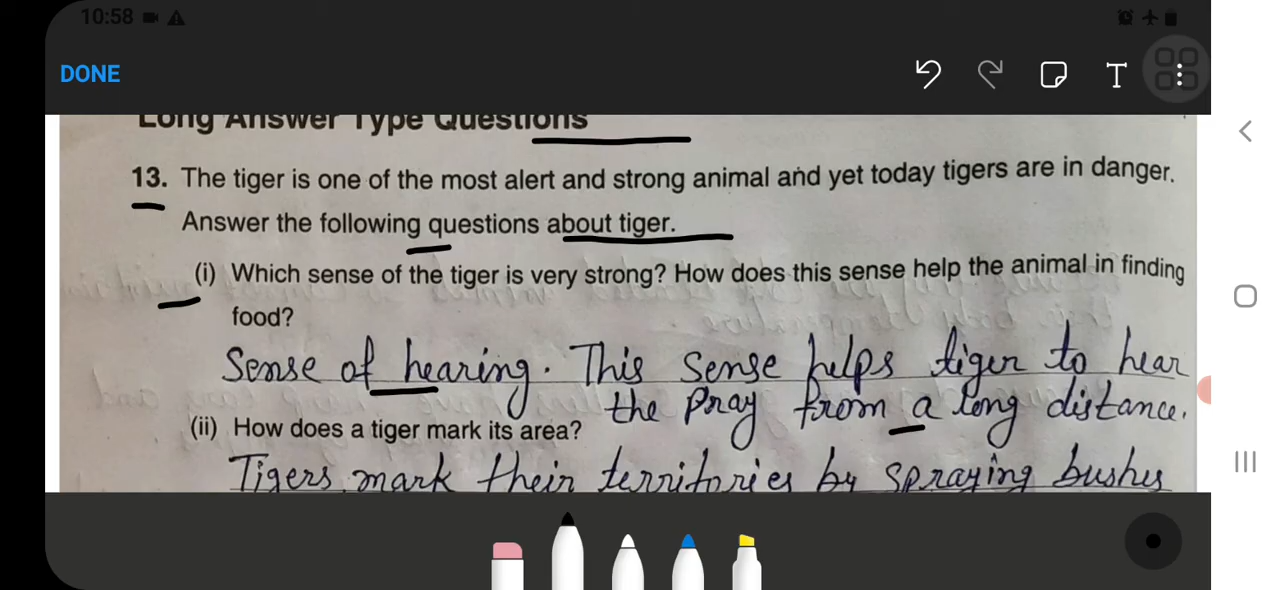 10:58
DONE
T
Long Answer Type Questions
13. The tiger is one of the most alert and strong animal and yet today tigers are in danger.
Answer the following questions about tiger.
(i) Which sense of the tiger is very strong? How does this sense help the animal in finding
food?
Sense of hearing. This sense helps tiger to hear
the pray from a long distance.
(ii) How does a tiger mark its area?
Tigers mark their territories by spraying bushes